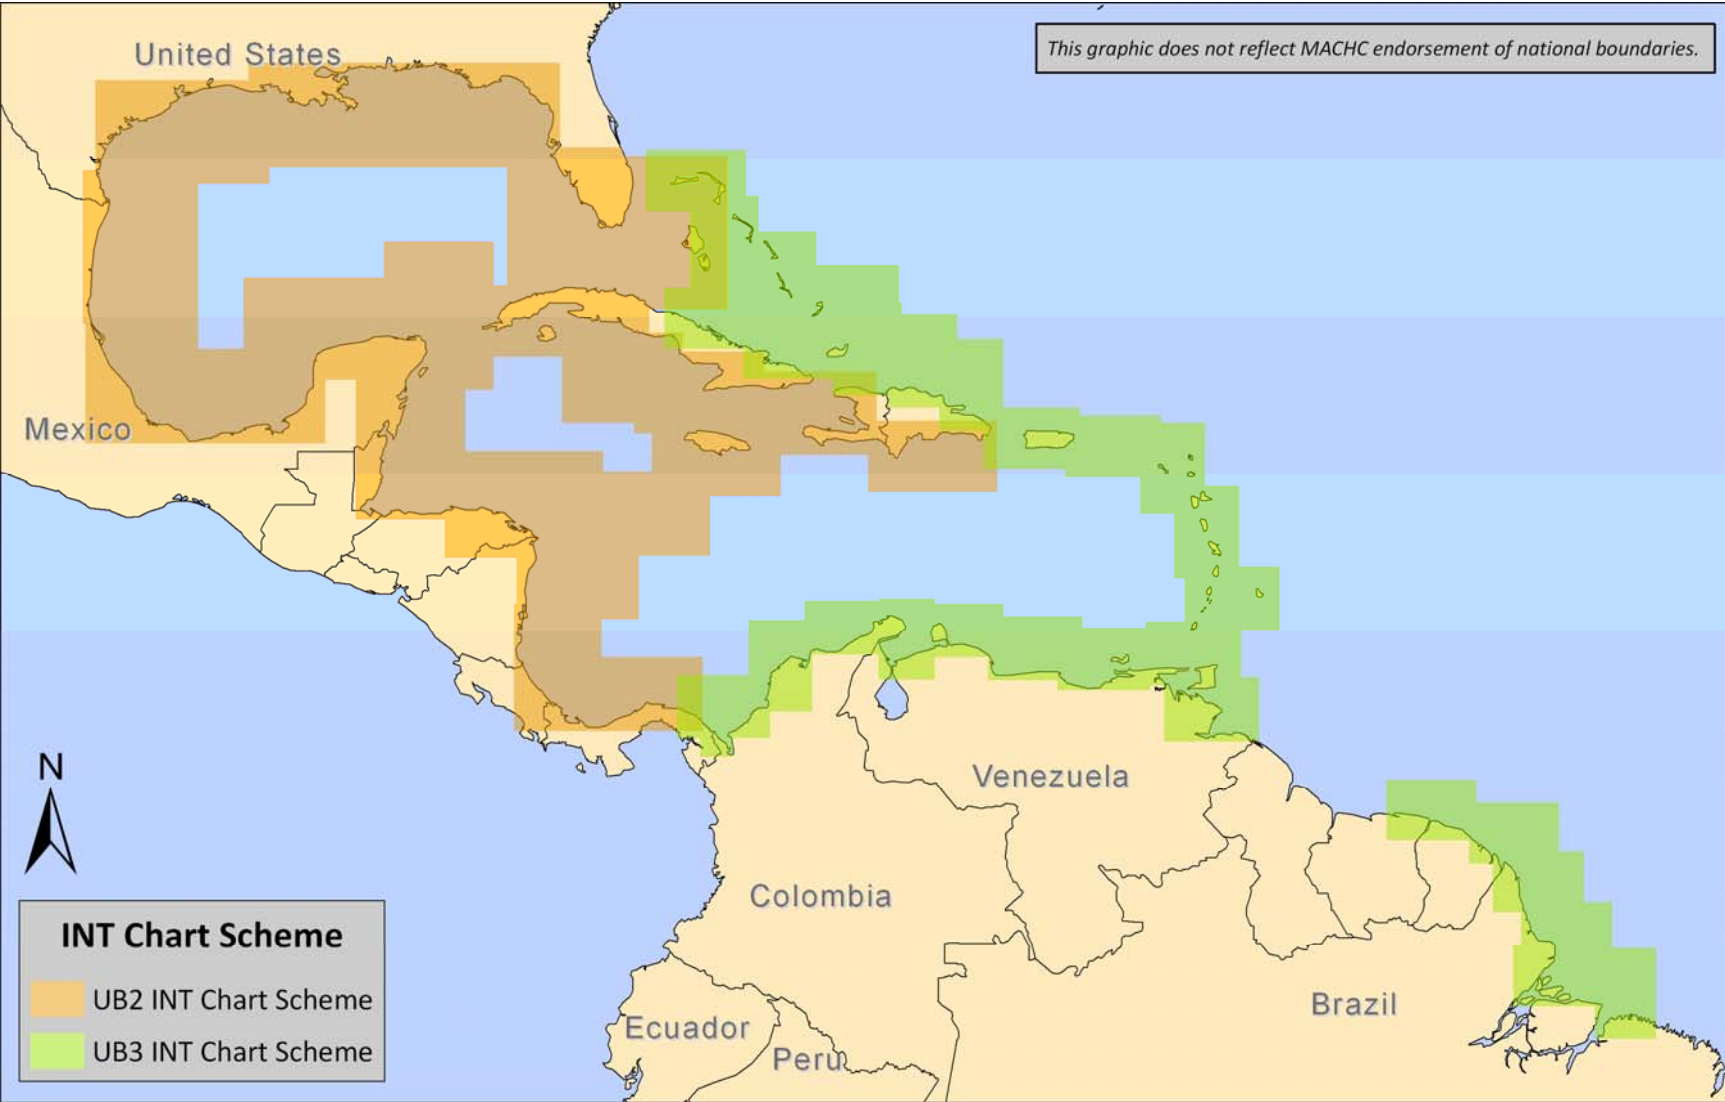 United States
This graphic does not reflect MACHC endorsement of national boundaries.
Mexico
N
Venezuela
Colombia
Brazil
Ecuador
Peru
INT Chart Scheme
UB2 INT Chart Scheme
UB3 INT Chart Scheme